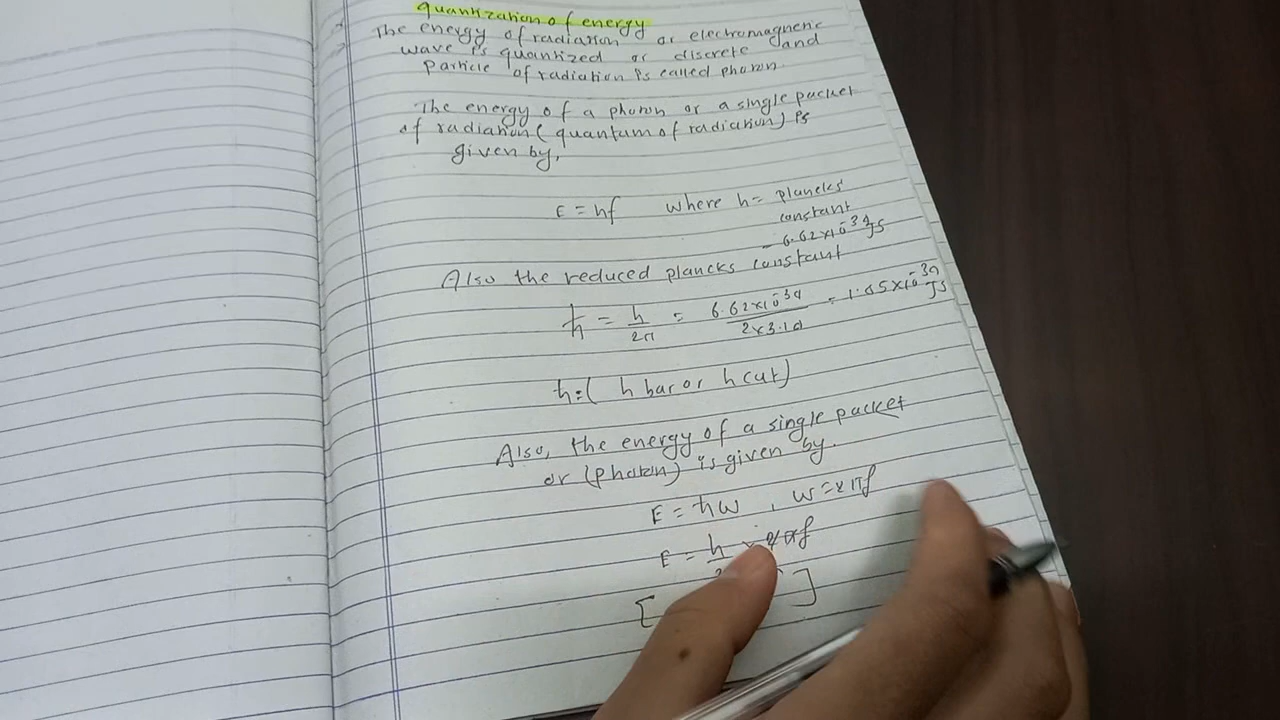 quantization of energy
The energy of radiation or electromagneric
wave is quantized or discrete and
particle of radiation is called photon.
The energy of a photon or a single packet
of radiation (quantum of radiation) is
given by,
E = hf where h = plancks'
constant
= 6.62×10⁻³⁴ JS
Also the reduced plancks constant
ħ = h/2π = 6.62×10⁻³⁴/2×3.14 = 1.05×10⁻³⁴ JS
ħ = ( h bar or h cut)
Also, the energy of a single packet
or (photon) is given by.
E = ħw , w = 2πf
E = h × 2πf
[ ]